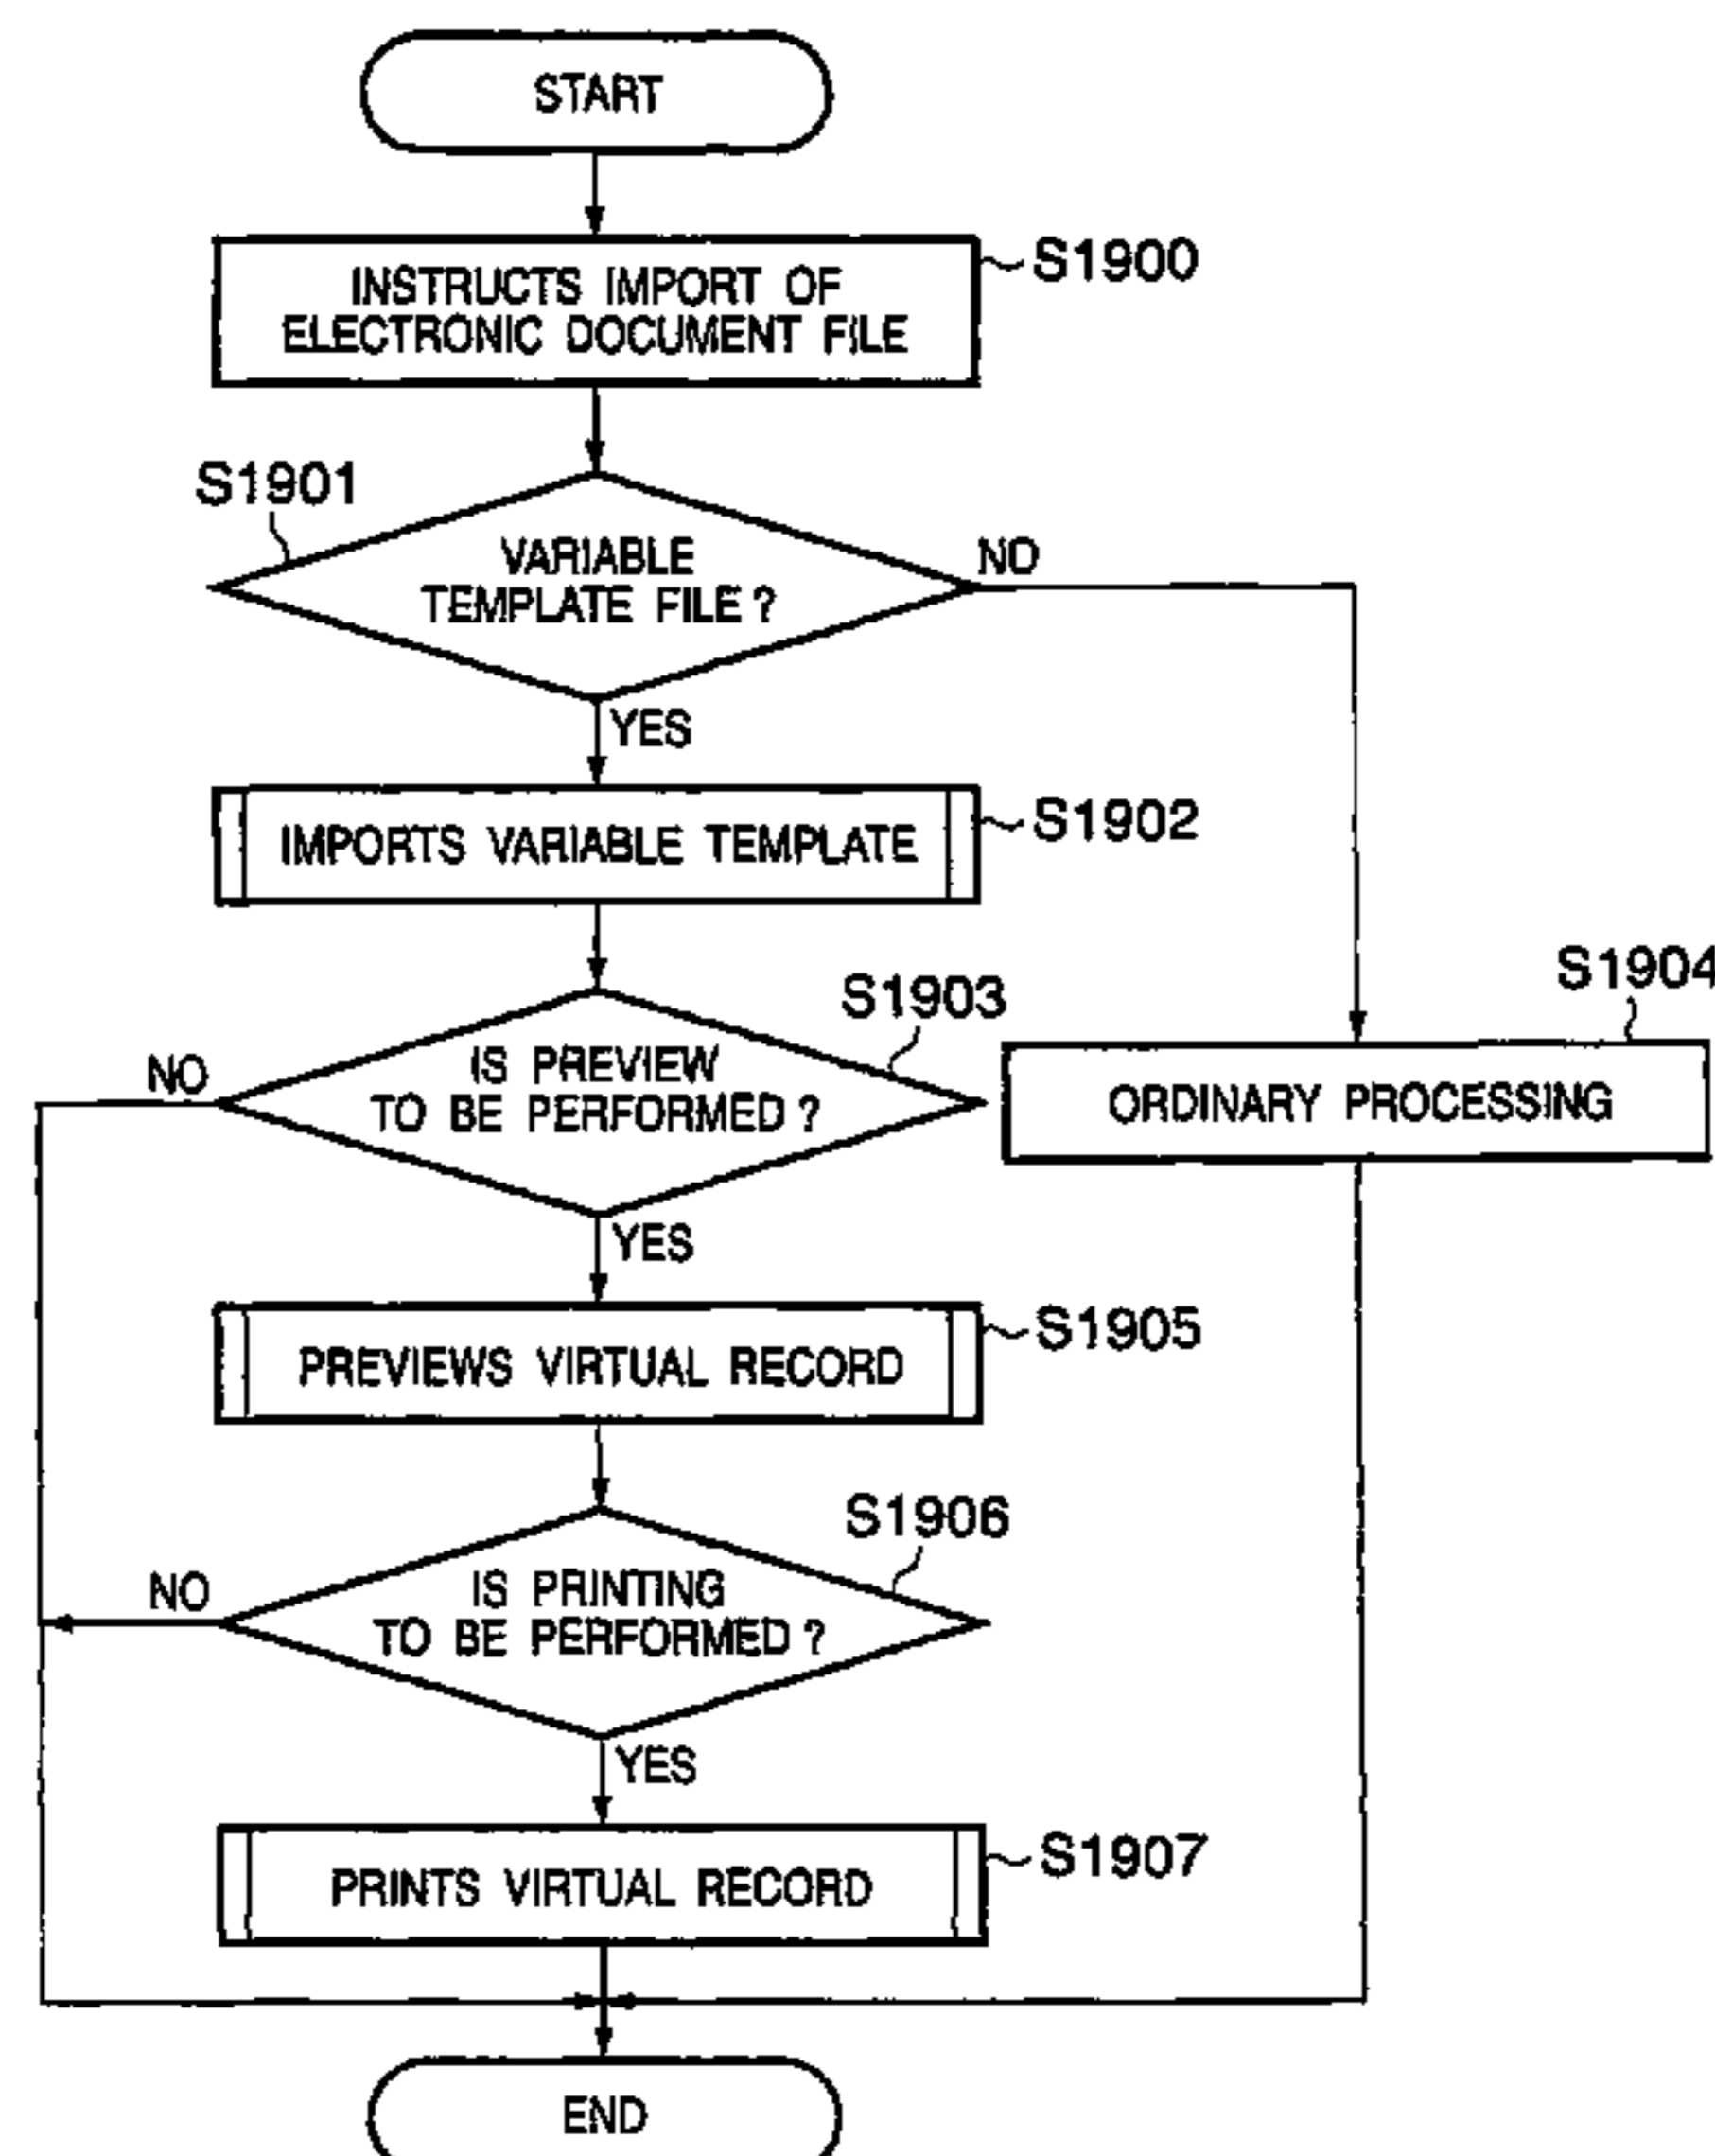 START
INSTRUCTS IMPORT OF
ELECTRONIC DOCUMENT FILE
S1900
S1901
VARIABLE
TEMPLATE FILE?
NO
YES
IMPORTS VARIABLE TEMPLATE
S1902
S1903
S1904
IS PREVIEW
TO BE PERFORMED?
NO
ORDINARY PROCESSING
YES
PREVIEWS VIRTUAL RECORD
S1905
S1906
IS PRINTING
TO BE PERFORMED?
NO
YES
PRINTS VIRTUAL RECORD
S1907
END